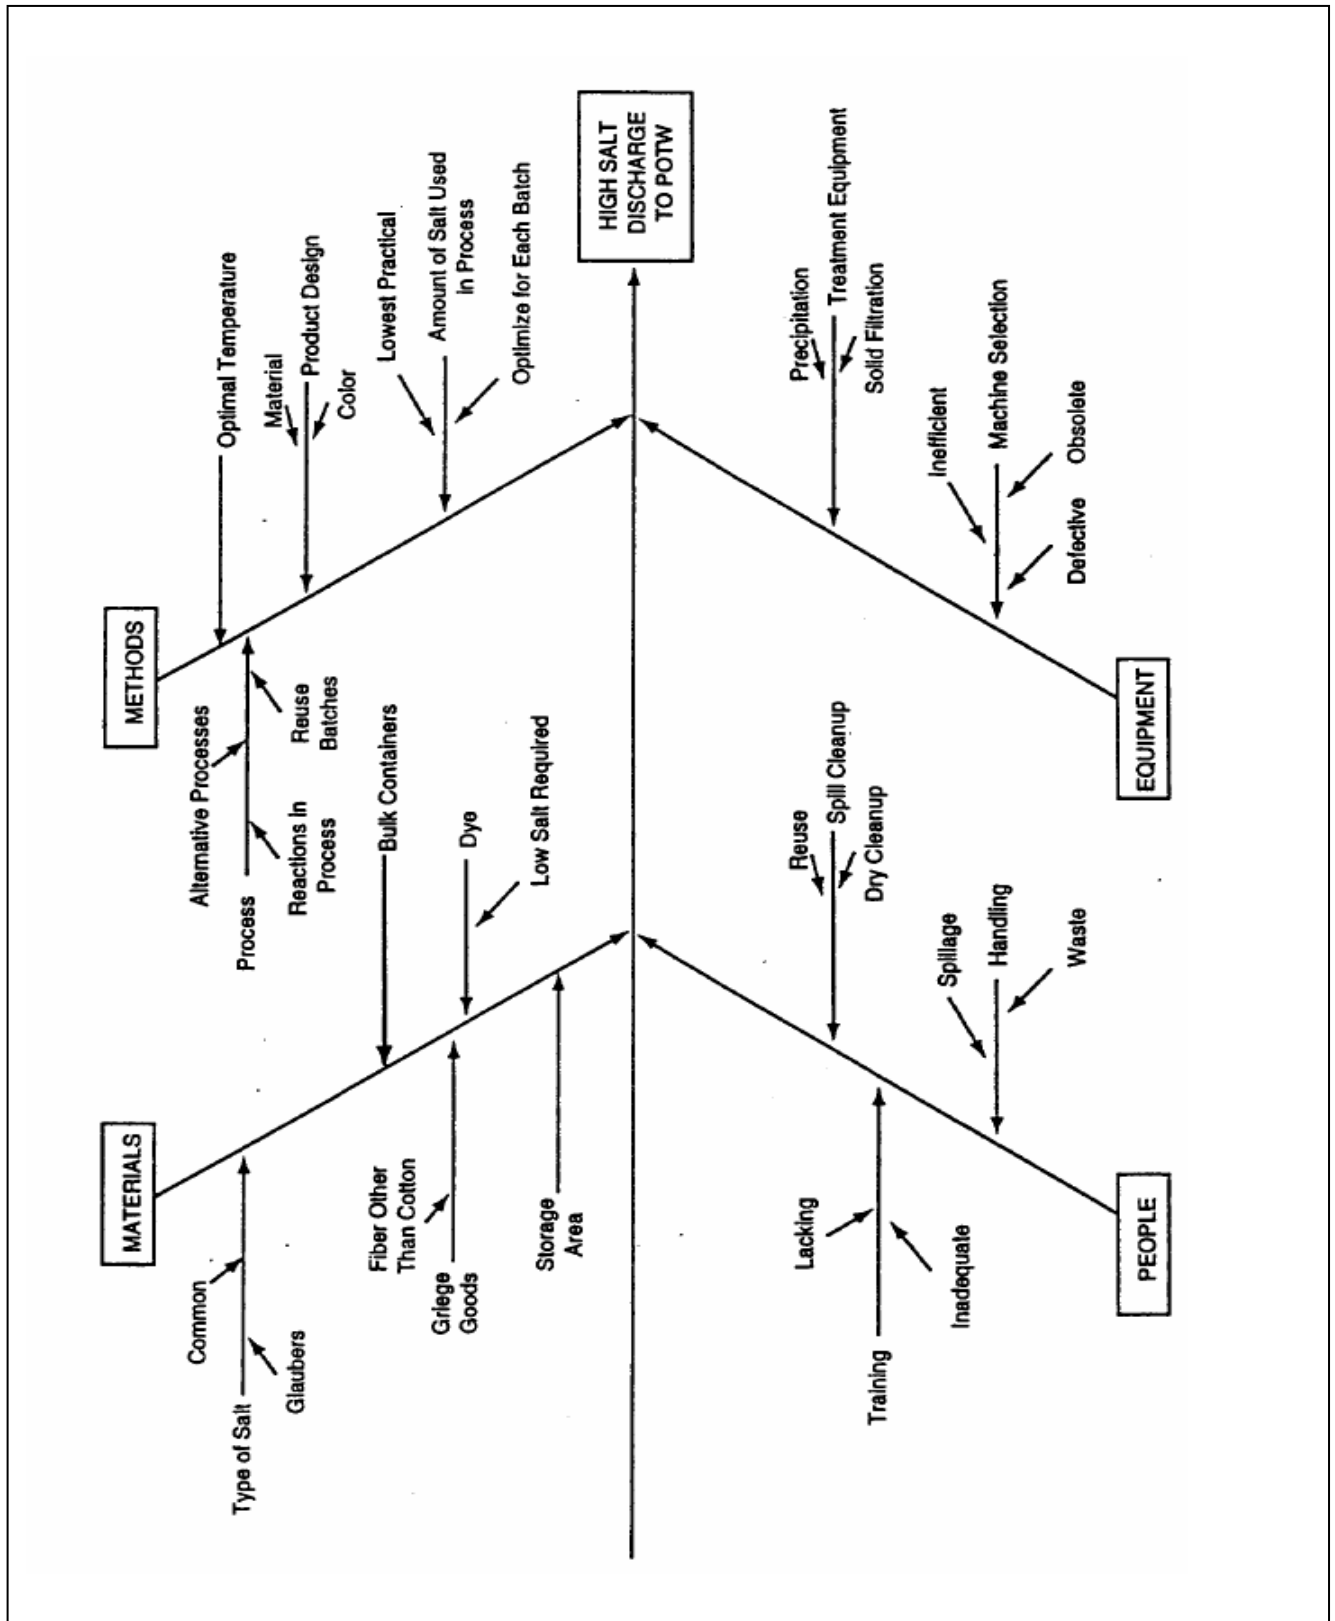 MATERIALS
Common
Type of Salt
Glaubers
Bulk Containers
Fiber Other
Than Cotton
Griege
Goods
Dye
Low Salt Required
Storage
Area
METHODS
Optimal Temperature
Alternative Processes
Process
Reactions In
Process
Reuse
Batches
Material
Product Design
Color
Lowest Practical
Amount of Salt Used
In Process
Optimize for Each Batch
HIGH SALT
DISCHARGE
TO POTW
PEOPLE
Lacking
Training
Inadequate
Reuse
Spill Cleanup
Dry Cleanup
Spillage
Handling
Waste
EQUIPMENT
Precipitation
Treatment Equipment
Solid Filtration
Inefficient
Machine Selection
Defective
Obsolete